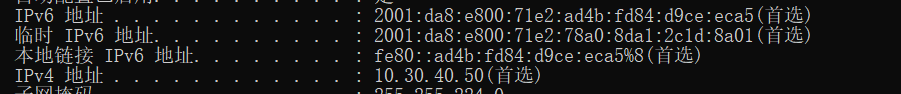 IPv6 地址 . . . . . . . . . . . . : 2001:da8:e800:71e2:ad4b:fd84:d9ce:eca5(首选)
临时 IPv6 地址. . . . . . . . . . : 2001:da8:e800:71e2:78a0:8da1:2c1d:8a01(首选)
本地链接 IPv6 地址. . . . . . . . : fe80::ad4b:fd84:d9ce:eca5%8(首选)
IPv4 地址 . . . . . . . . . . . . : 10.30.40.50(首选)